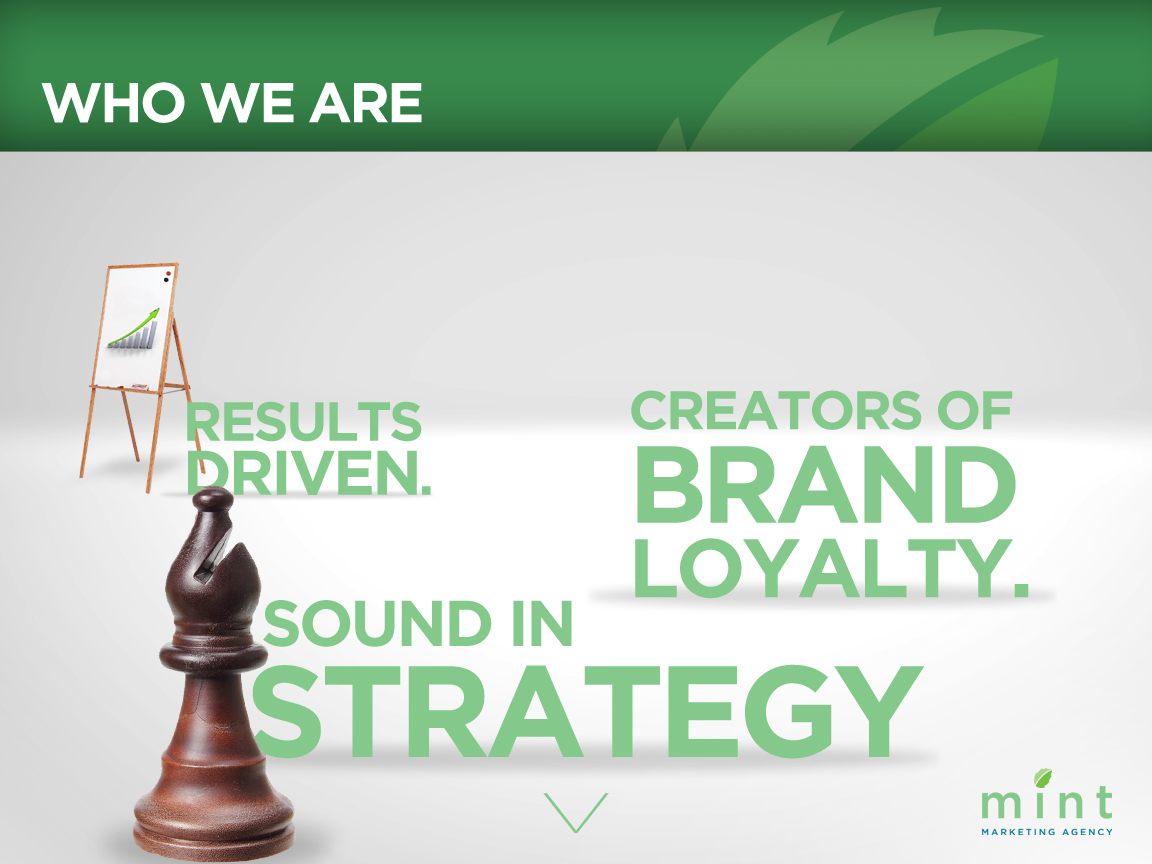 WHO WE ARE
RESULTS
DRIVEN.
CREATORS OF
BRAND
LOYALTY.
SOUND IN
STRATEGY
mint
MARKETING AGENCY